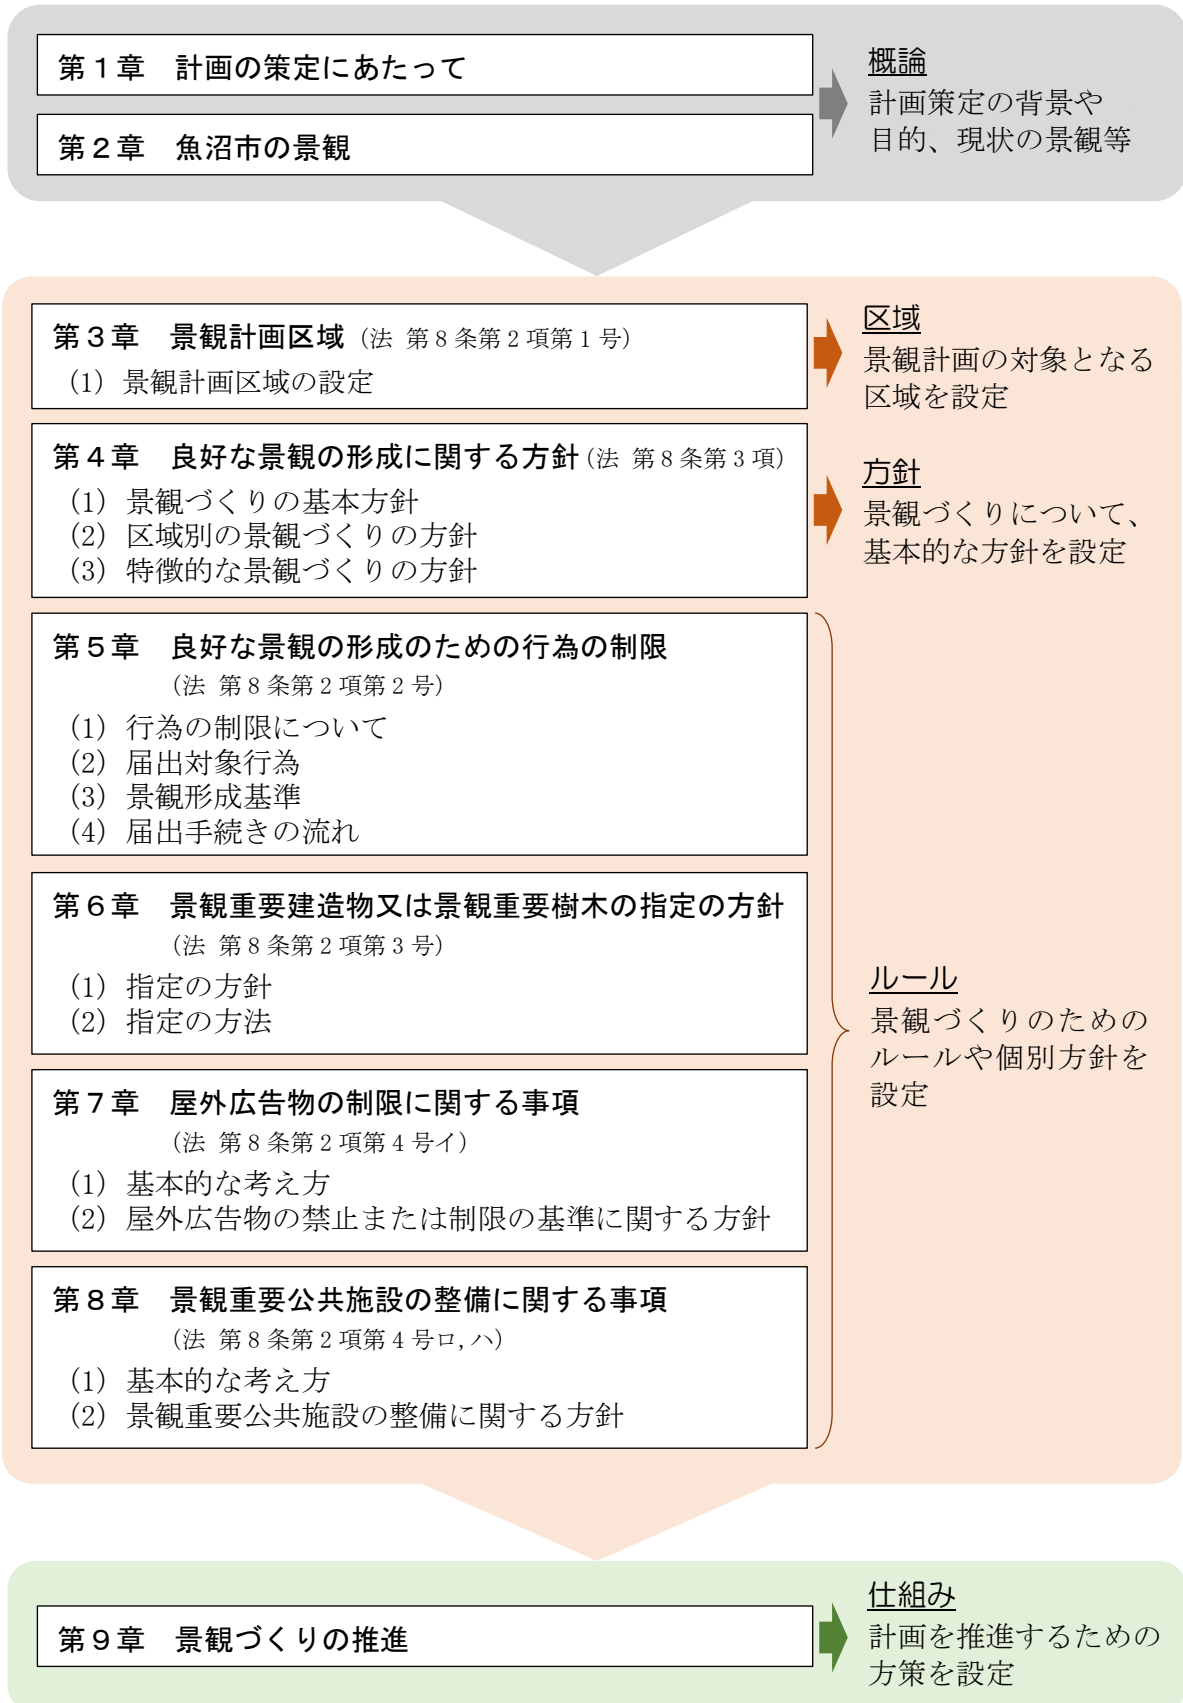 第１章　計画の策定にあたって
第２章　魚沼市の景観
概論
計画策定の背景や
目的、現状の景観等
第３章　景観計画区域（法 第８条第２項第１号）
(1) 景観計画区域の設定
区域
景観計画の対象となる
区域を設定
第４章　良好な景観の形成に関する方針（法 第８条第３項）
(1) 景観づくりの基本方針
(2) 区域別の景観づくりの方針
(3) 特徴的な景観づくりの方針
方針
景観づくりについて、
基本的な方針を設定
第５章　良好な景観の形成のための行為の制限
（法 第８条第２項第２号）
(1) 行為の制限について
(2) 届出対象行為
(3) 景観形成基準
(4) 届出手続きの流れ
第６章　景観重要建造物又は景観重要樹木の指定の方針
（法 第８条第２項第３号）
(1) 指定の方針
(2) 指定の方法
第７章　屋外広告物の制限に関する事項
（法 第８条第２項第４号イ）
(1) 基本的な考え方
(2) 屋外広告物の禁止または制限の基準に関する方針
第８章　景観重要公共施設の整備に関する事項
（法 第８条第２項第４号ロ,ハ）
(1) 基本的な考え方
(2) 景観重要公共施設の整備に関する方針
ルール
景観づくりのための
ルールや個別方針を
設定
第９章　景観づくりの推進
仕組み
計画を推進するための
方策を設定